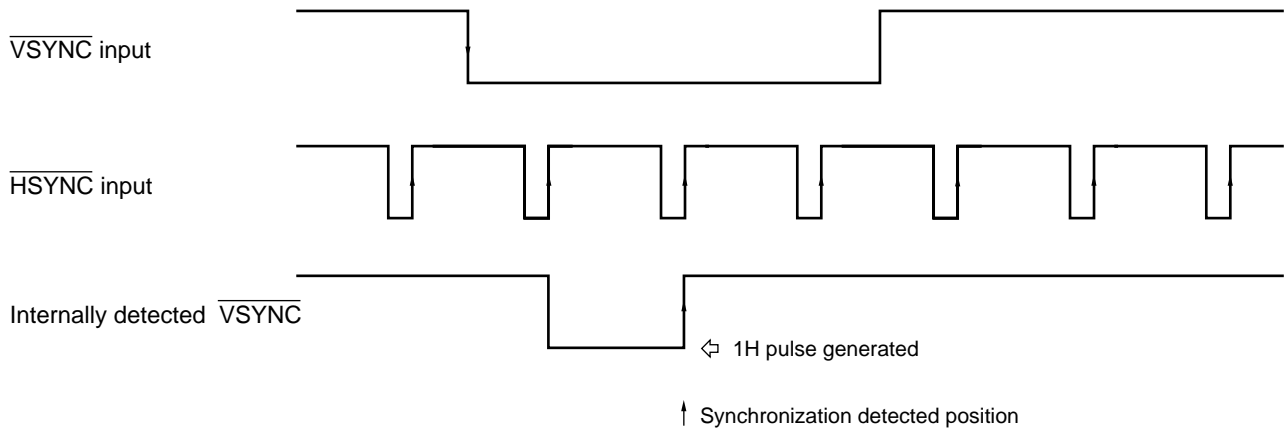 VSYNC input
HSYNC input
Internally detected VSYNC
1H pulse generated
Synchronization detected position